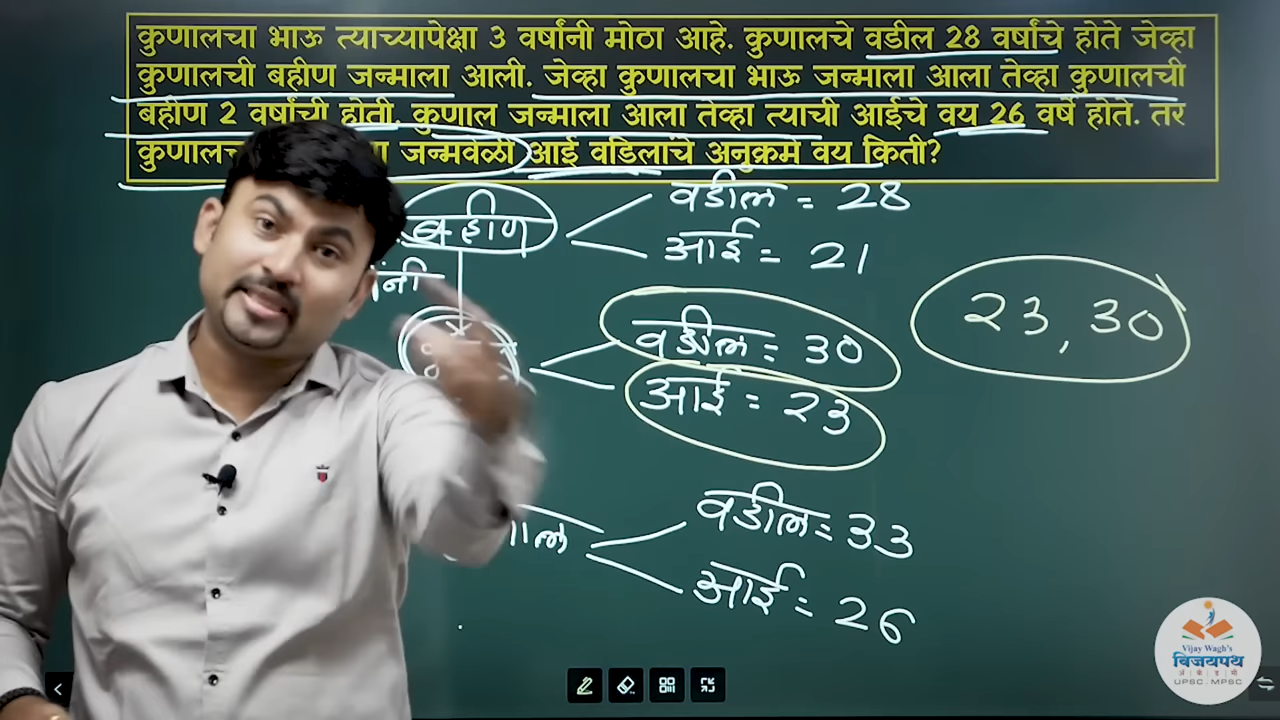 कुणालचा भाऊ त्याच्यापेक्षा 3 वर्षांनी मोठा आहे. कुणालचे वडील 28 वर्षांचे होते जेव्हा
कुणालची बहीण जन्माला आली. जेव्हा कुणालचा भाऊ जन्माला आला तेव्हा कुणालची
बहीण 2 वर्षांची होती. कुणाल जन्माला आला तेव्हा त्याची आईचे वय 26 वर्षे होते. तर
जन्मवेळी आई वडिलांचे अनुक्रमे वय किती?
वडील = 28
बहीण
आई = 21
23, 30
वडील = 30
आई = 23
वडील = 33
आई = 26
Vijay Wagh's
विजयपथ
UPSC.MPSC